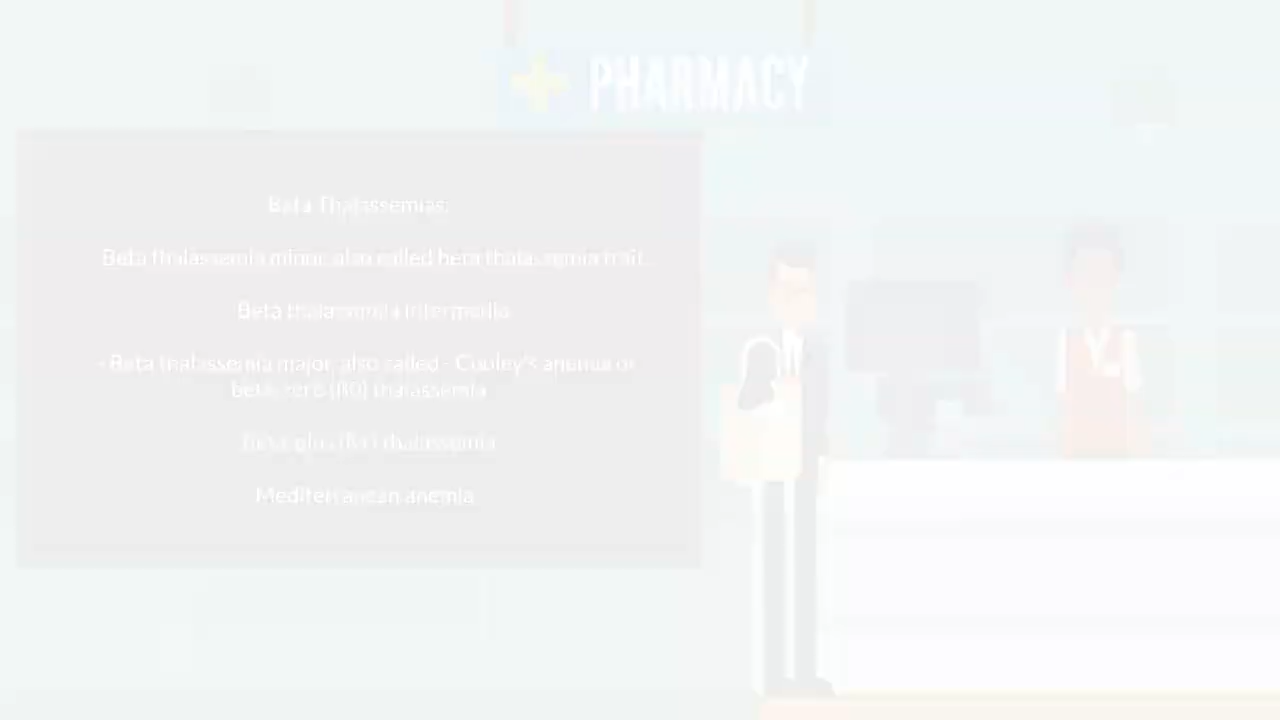 PHARMACY
Beta Thalassemias:
Beta thalassemia minor, also called beta thalassemia trait.
Beta thalassemia intermedia
- Beta thalassemia major, also called - Cooley's anemia or
beta-zero (B0) thalassemia
Beta-plus (B+) thalassemia
Mediterranean anemia